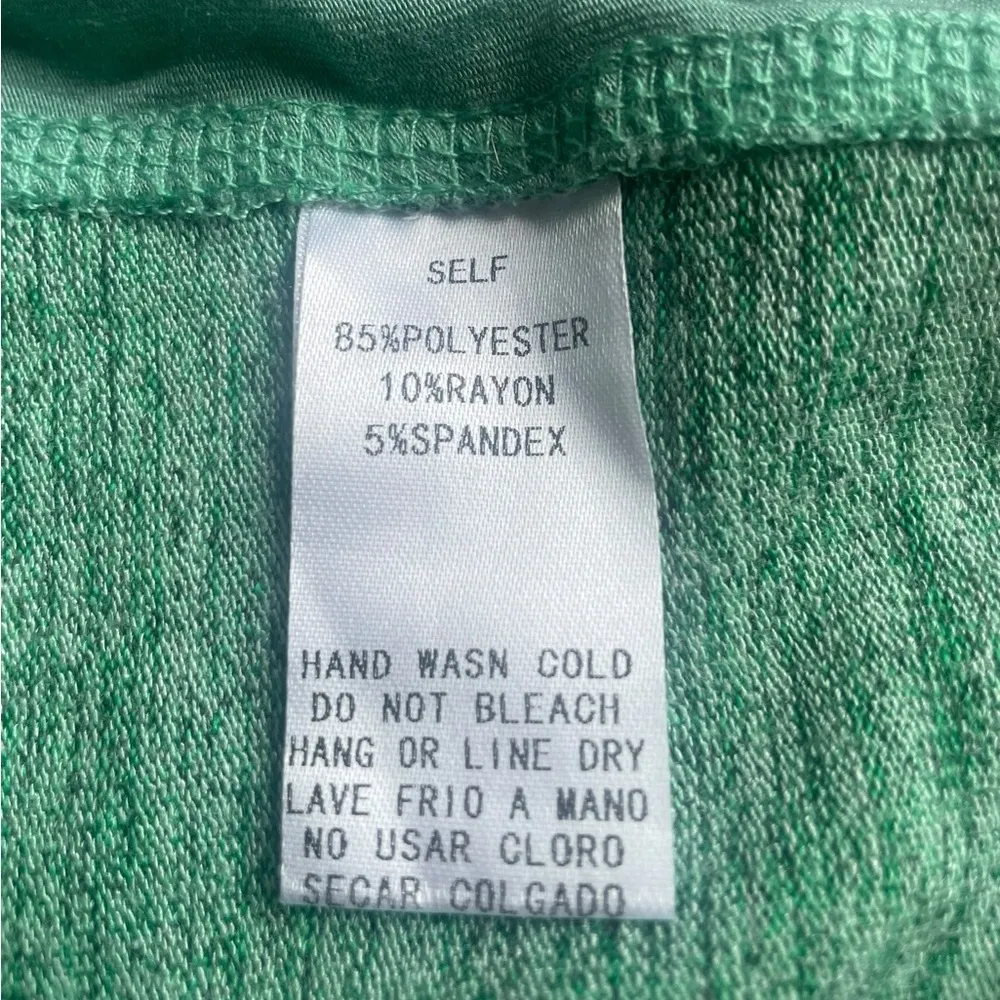 SELF
85%POLYESTER
10%RAYON
5%SPANDEX
HAND WASN COLD
DO NOT BLEACH
HANG OR LINE DRY
LAVE FRIO A MANO
NO USAR CLORO
SECAR COLGADO